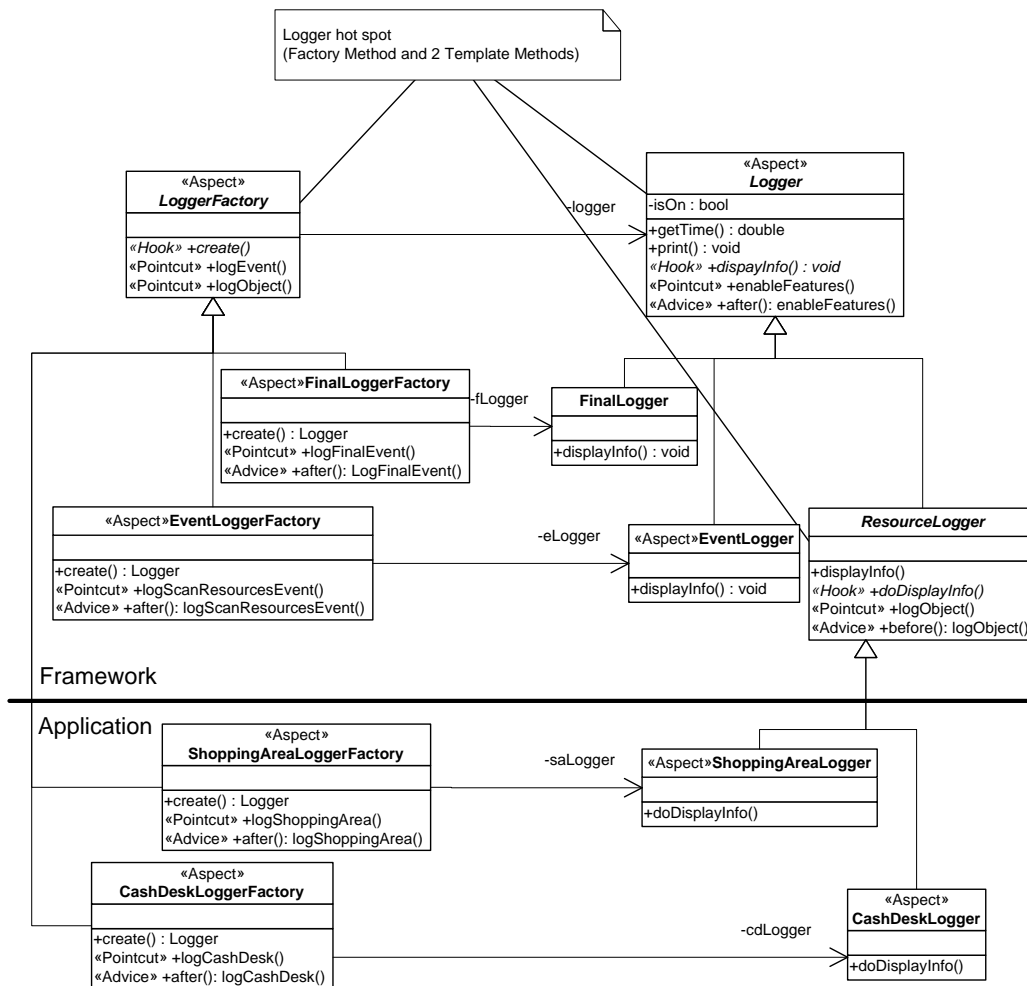 Logger hot spot
(Factory Method and 2 Template Methods)
«Aspect»
LoggerFactory
«Hook» +create()
«Pointcut» +logEvent()
«Pointcut» +logObject()
-logger
«Aspect»
Logger
-isOn : bool
+getTime() : double
+print() : void
«Hook» +dispayInfo() : void
«Pointcut» +enableFeatures()
«Advice» +after(): enableFeatures()
«Aspect»FinalLoggerFactory
+create() : Logger
«Pointcut» +logFinalEvent()
«Advice» +after(): LogFinalEvent()
-fLogger
FinalLogger
+displayInfo() : void
«Aspect»EventLoggerFactory
+create() : Logger
«Pointcut» +logScanResourcesEvent()
«Advice» +after(): logScanResourcesEvent()
-eLogger
«Aspect»EventLogger
+displayInfo() : void
ResourceLogger
+displayInfo()
«Hook» +doDisplayInfo()
«Pointcut» +logObject()
«Advice» +before(): logObject()
Framework
Application
«Aspect»
ShoppingAreaLoggerFactory
+create() : Logger
«Pointcut» +logShoppingArea()
«Advice» +after(): logShoppingArea()
-saLogger
«Aspect»ShoppingAreaLogger
+doDisplayInfo()
«Aspect»
CashDeskLoggerFactory
+create() : Logger
«Pointcut» +logCashDesk()
«Advice» +after(): logCashDesk()
-cdLogger
«Aspect»
CashDeskLogger
+doDisplayInfo()